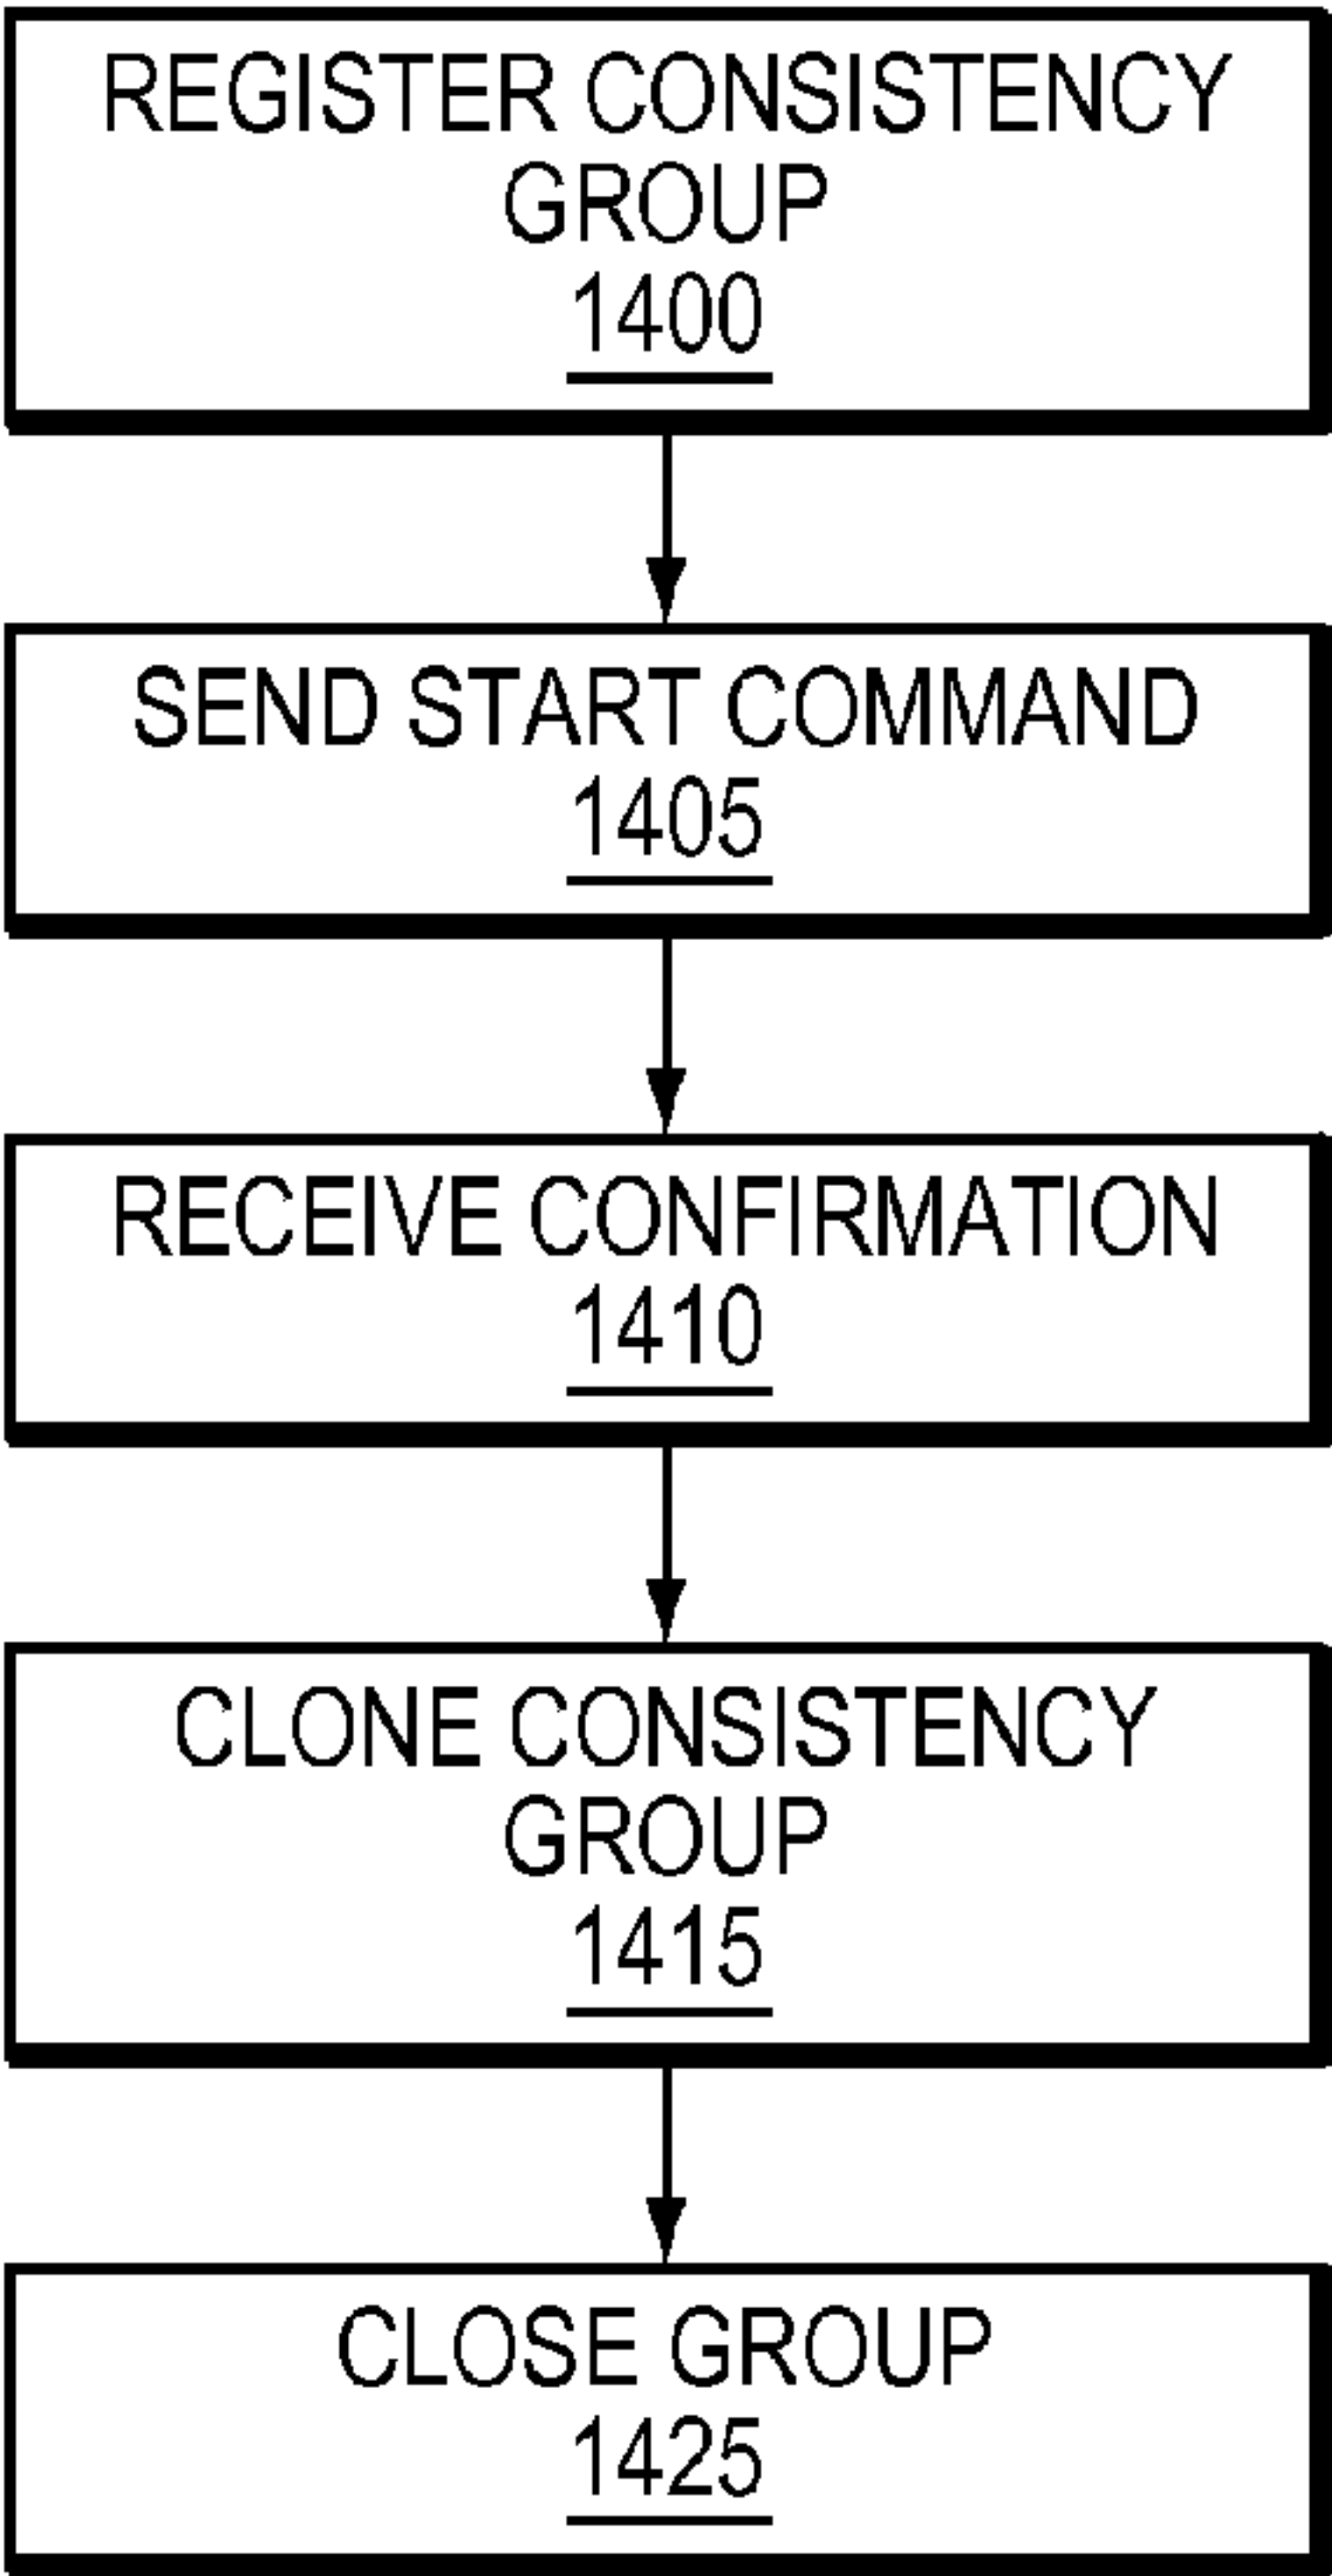 REGISTER CONSISTENCY
GROUP
1400
SEND START COMMAND
1405
RECEIVE CONFIRMATION
1410
CLONE CONSISTENCY
GROUP
1415
CLOSE GROUP
1425